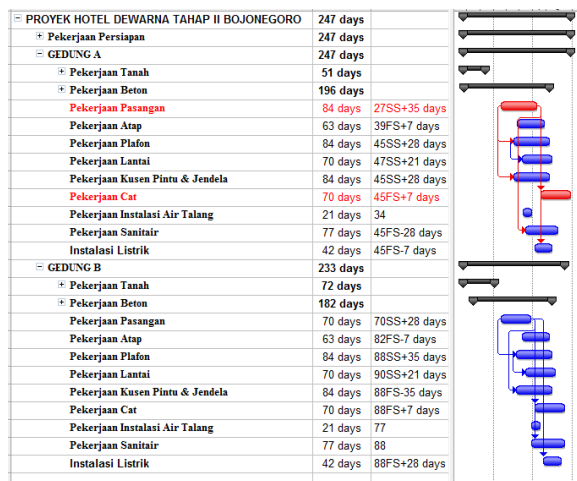 PROYEK HOTEL DEWARNA TAHAP II BOJONEGORO 247 days
Pekerjaan Persiapan 247 days
GEDUNG A 247 days
Pekerjaan Tanah 51 days
Pekerjaan Beton 196 days
Pekerjaan Pasangan 84 days 27SS+35 days
Pekerjaan Atap 63 days 39FS+7 days
Pekerjaan Plafon 84 days 45SS+28 days
Pekerjaan Lantai 70 days 47SS+21 days
Pekerjaan Kusen Pintu & Jendela 84 days 45SS+28 days
Pekerjaan Cat 70 days 45FS+7 days
Pekerjaan Instalasi Air Talang 21 days 34
Pekerjaan Sanitair 77 days 45FS-28 days
Instalasi Listrik 42 days 45FS-7 days
GEDUNG B 233 days
Pekerjaan Tanah 72 days
Pekerjaan Beton 182 days
Pekerjaan Pasangan 70 days 70SS+28 days
Pekerjaan Atap 63 days 82FS-7 days
Pekerjaan Plafon 84 days 88SS+35 days
Pekerjaan Lantai 70 days 90SS+21 days
Pekerjaan Kusen Pintu & Jendela 84 days 88FS-35 days
Pekerjaan Cat 70 days 88FS+7 days
Pekerjaan Instalasi Air Talang 21 days 77
Pekerjaan Sanitair 77 days 88
Instalasi Listrik 42 days 88FS+28 days